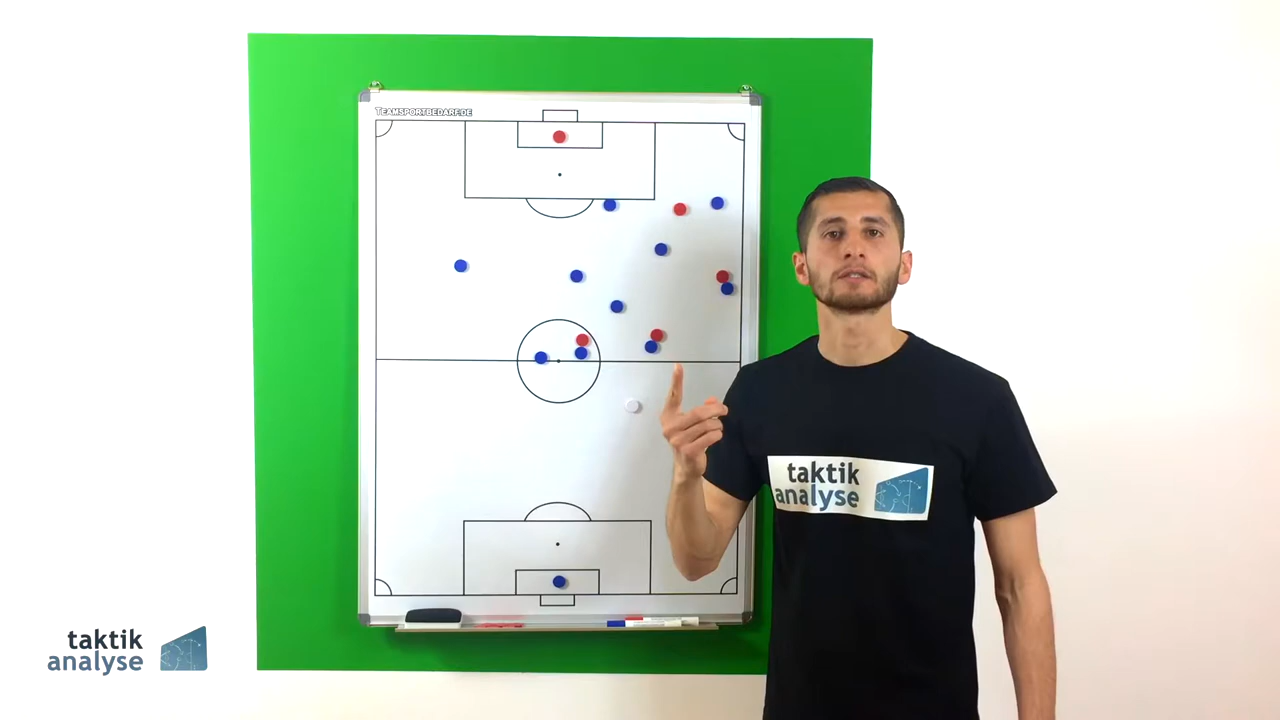 TEAMSPORTBEDARF.DE
taktik
analyse
taktik
analyse